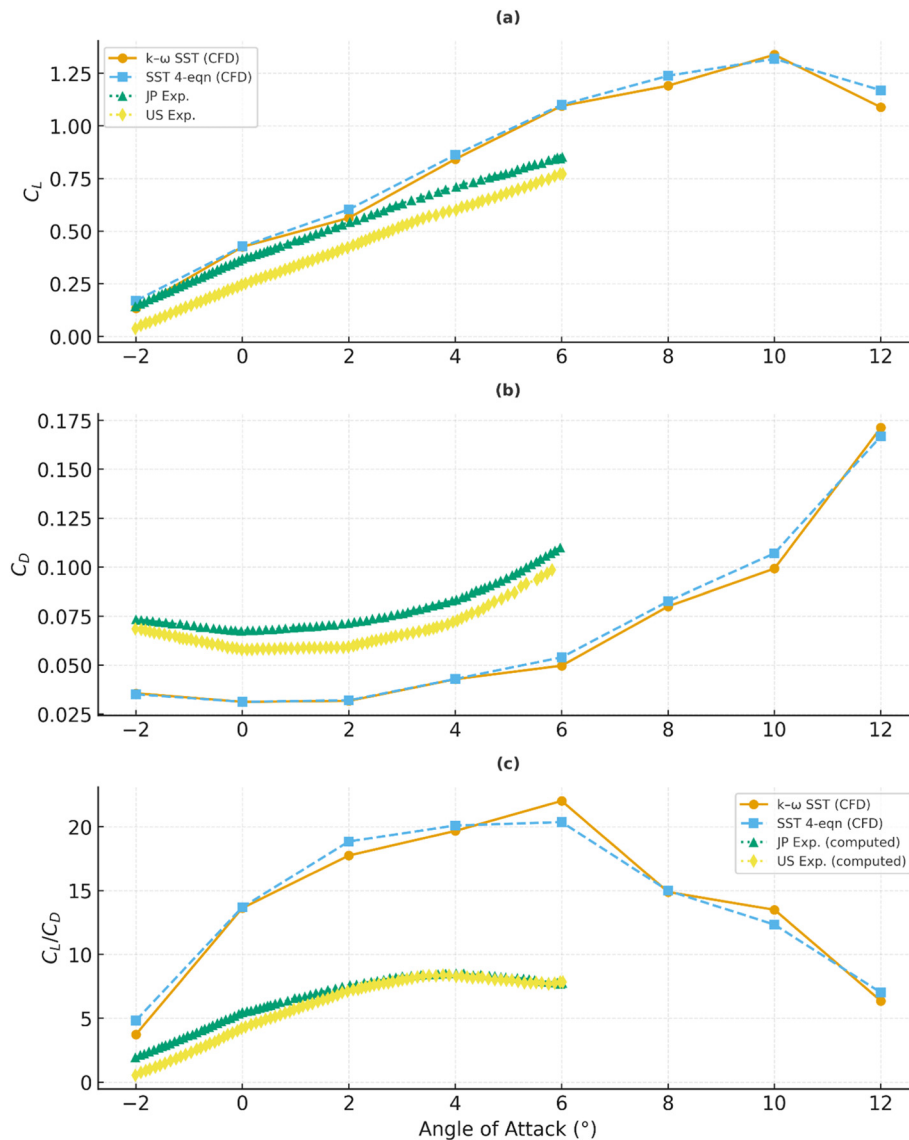 (a)
k–ω SST (CFD)
SST 4-eqn (CFD)
JP Exp.
US Exp.
1.25
1.00
0.75
0.50
0.25
0.00
C_L
−2 0 2 4 6 8 10 12
(b)
0.175
0.150
0.125
0.100
0.075
0.050
0.025
C_D
−2 0 2 4 6 8 10 12
(c)
k–ω SST (CFD)
SST 4-eqn (CFD)
JP Exp. (computed)
US Exp. (computed)
20
15
10
5
0
C_L/C_D
−2 0 2 4 6 8 10 12
Angle of Attack (°)